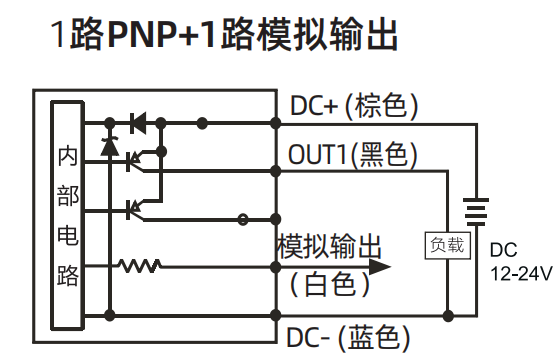 1路PNP+1路模拟输出
内部电路
DC+ (棕色)
OUT1(黑色)
模拟输出
(白色)
DC- (蓝色)
负载
DC
12-24V